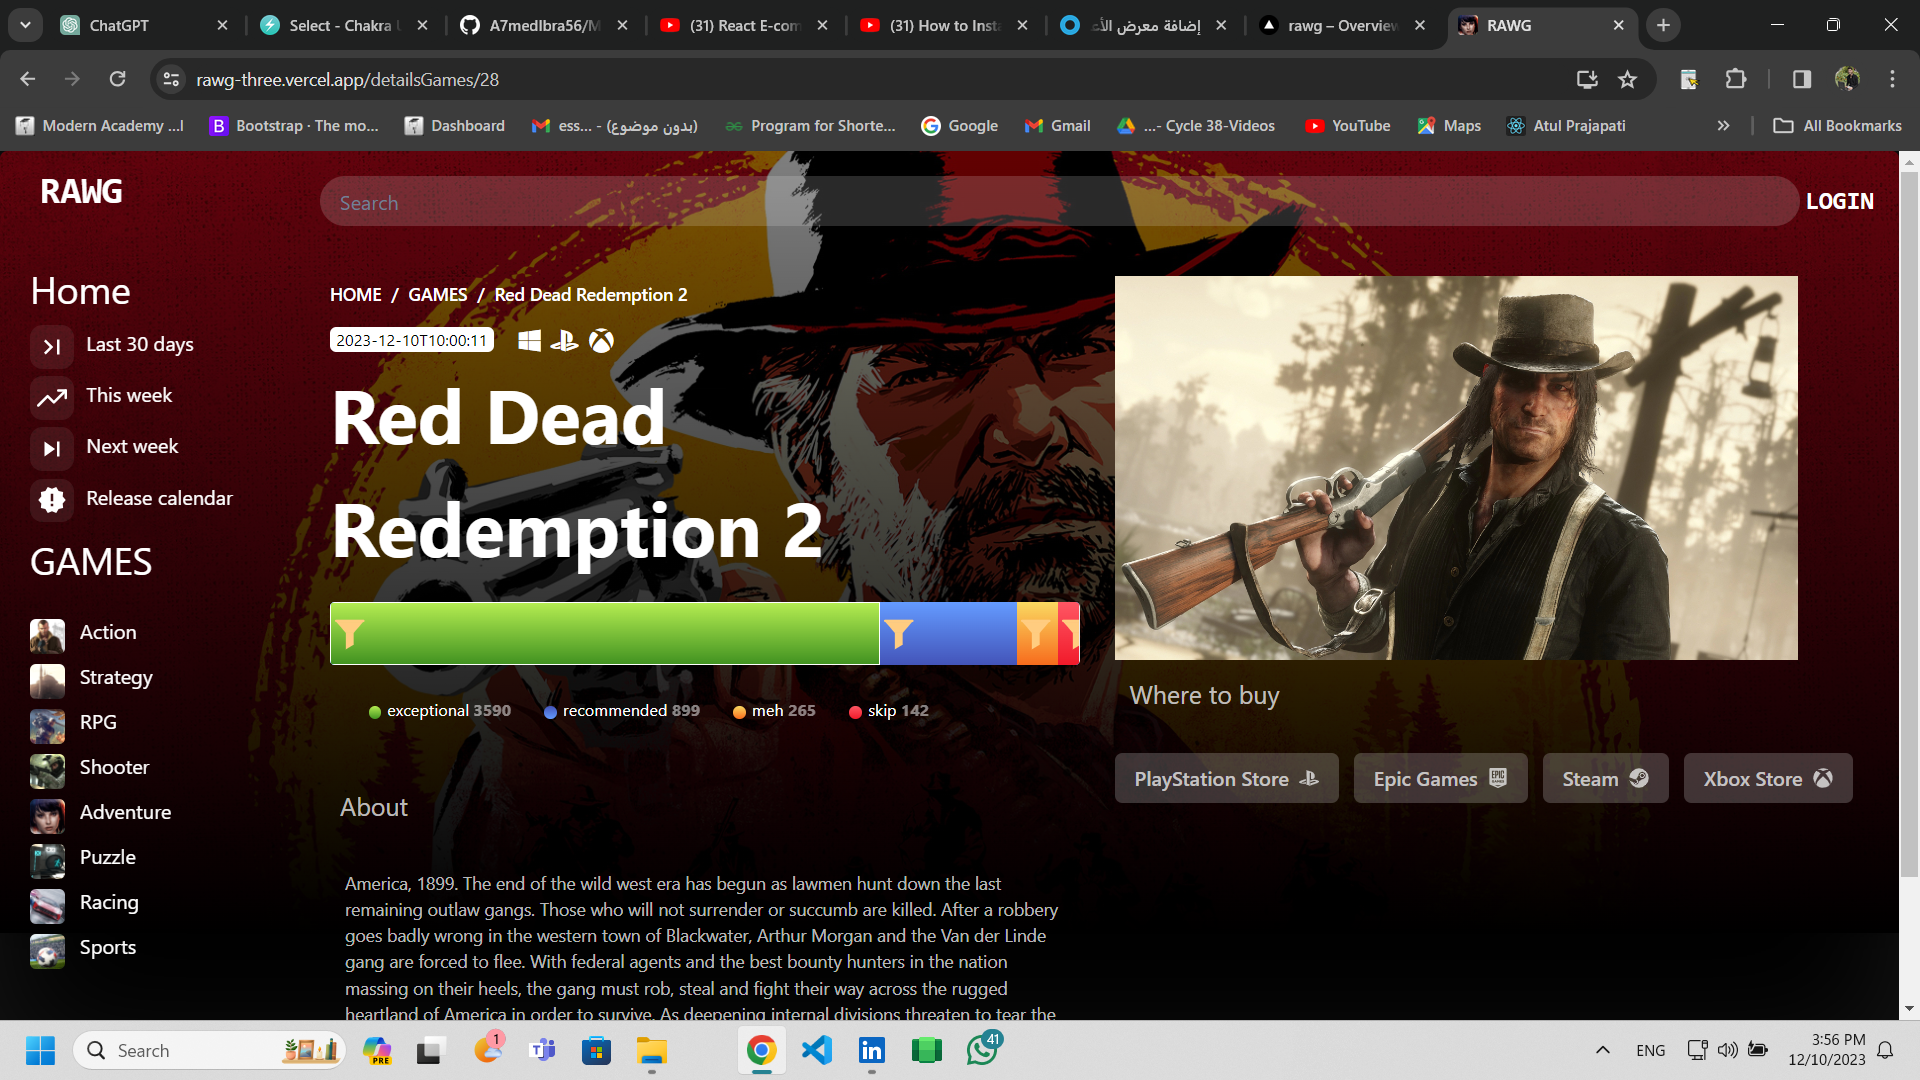 ChatGPT
Select - Chakra U
A7medIbra56/M
(31) React E-com
(31) How to Insta
إضافة معرض الأع
rawg – Overview
RAWG
rawg-three.vercel.app/detailsGames/28
Modern Academy ...l
Bootstrap · The mo...
Dashboard
ess... - (بدون موضوع)
Program for Shorte...
Google
Gmail
...- Cycle 38-Videos
YouTube
Maps
Atul Prajapati
All Bookmarks
RAWG
Search
LOGIN
Home
Last 30 days
This week
Next week
Release calendar
GAMES
Action
Strategy
RPG
Shooter
Adventure
Puzzle
Racing
Sports
HOME / GAMES / Red Dead Redemption 2
2023-12-10T10:00:11
Red Dead
Redemption 2
exceptional 3590
recommended 899
meh 265
skip 142
About
America, 1899. The end of the wild west era has begun as lawmen hunt down the last
remaining outlaw gangs. Those who will not surrender or succumb are killed. After a robbery
goes badly wrong in the western town of Blackwater, Arthur Morgan and the Van der Linde
gang are forced to flee. With federal agents and the best bounty hunters in the nation
massing on their heels, the gang must rob, steal and fight their way across the rugged
heartland of America in order to survive. As deepening internal divisions threaten to tear the
Where to buy
PlayStation Store
Epic Games
EPIC
Steam
Xbox Store
Search
PRE
1
41
ENG
3:56 PM
12/10/2023